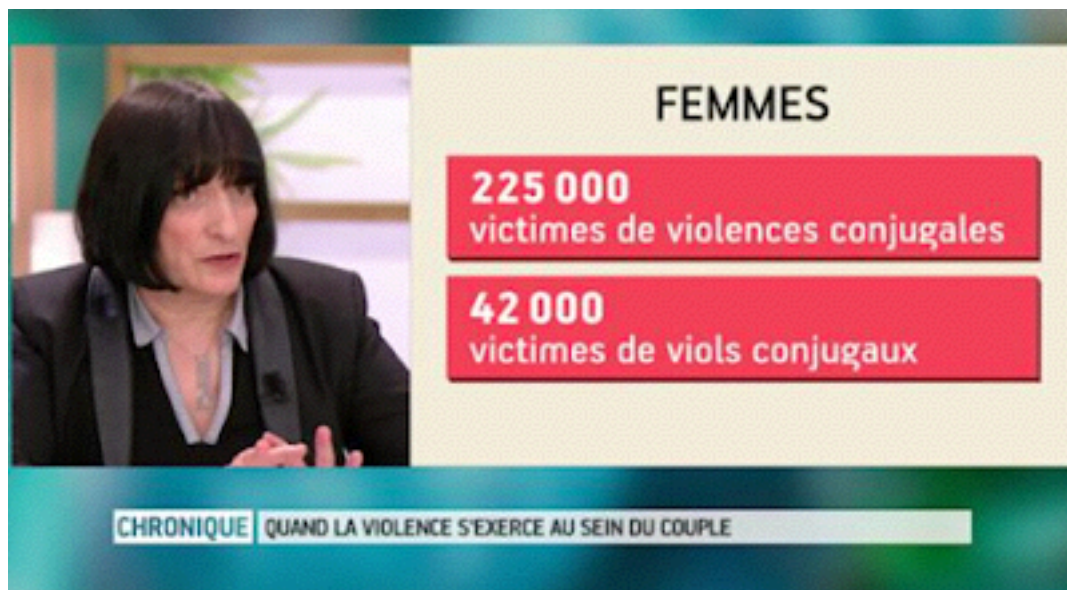 FEMMES
225 000
victimes de violences conjugales
42 000
victimes de viols conjugaux
CHRONIQUE QUAND LA VIOLENCE S'EXERCE AU SEIN DU COUPLE